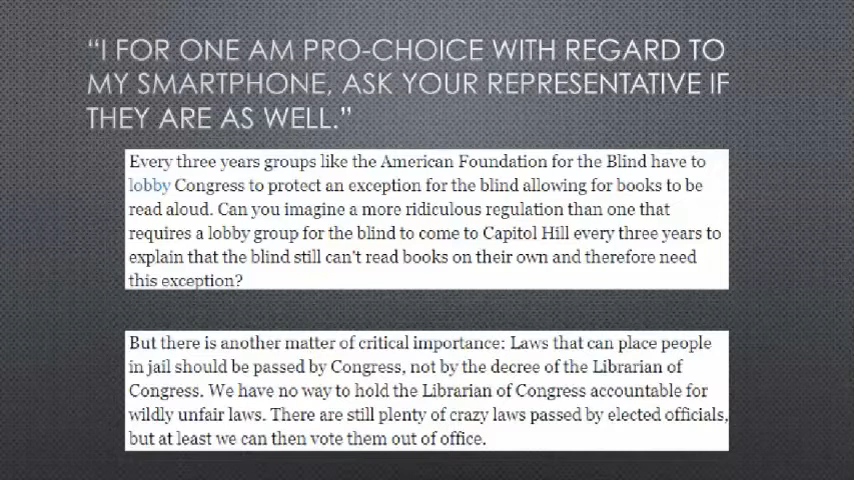 “I FOR ONE AM PRO-CHOICE WITH REGARD TO
MY SMARTPHONE, ASK YOUR REPRESENTATIVE IF
THEY ARE AS WELL.”
Every three years groups like the American Foundation for the Blind have to
lobby Congress to protect an exception for the blind allowing for books to be
read aloud. Can you imagine a more ridiculous regulation than one that
requires a lobby group for the blind to come to Capitol Hill every three years to
explain that the blind still can't read books on their own and therefore need
this exception?
But there is another matter of critical importance: Laws that can place people
in jail should be passed by Congress, not by the decree of the Librarian of
Congress. We have no way to hold the Librarian of Congress accountable for
wildly unfair laws. There are still plenty of crazy laws passed by elected officials,
but at least we can then vote them out of office.